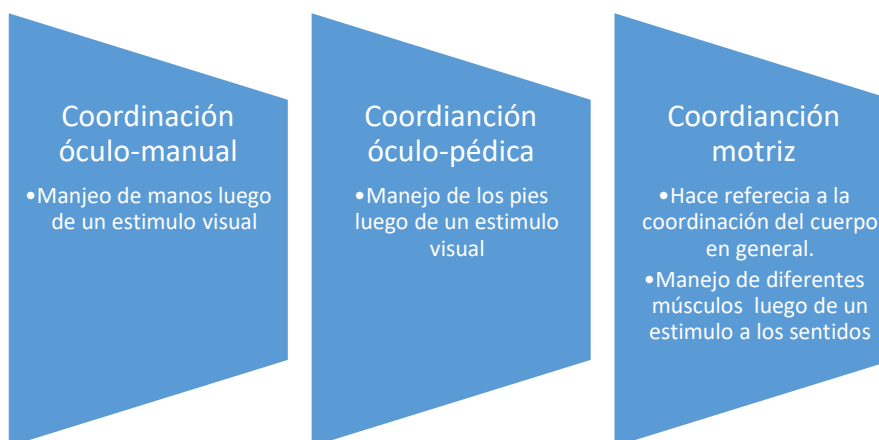 Coordinación
óculo-manual
•Manjeo de manos luego
de un estimulo visual
Coordianción
óculo-pédica
•Manejo de los pies
luego de un estimulo
visual
Coordianción
motriz
•Hace referecia a la
coordinación del cuerpo
en general.
•Manejo de diferentes
músculos luego de un
estimulo a los sentidos